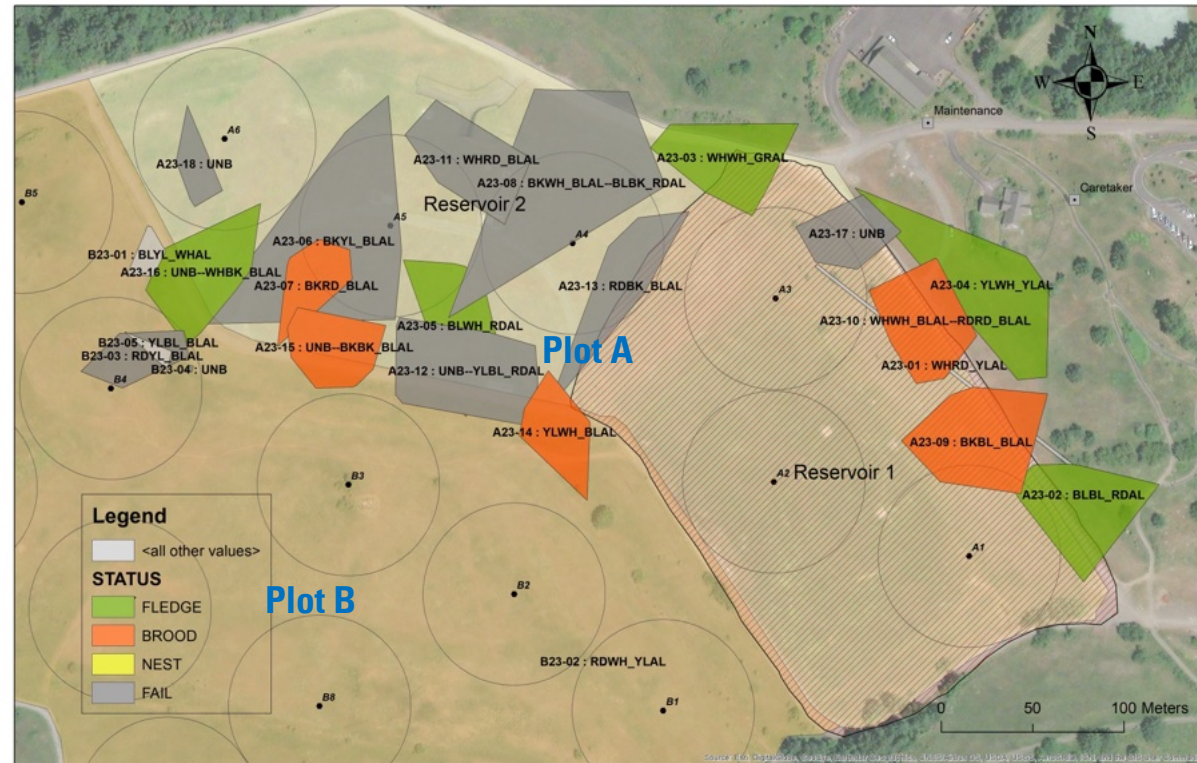 N
W
E
S
Maintenance
Caretaker
A6
A23-18 : UNB
B5
A23-11 : WHRD_BLAL
A23-03 : WHWH_GRAL
A23-08 : BKWH_BLAL--BLBK_RDAL
Reservoir 2
A5
A4
A23-17 : UNB
A23-06 : BKYL_BLAL
B23-01 : BLYL_WHAL
A23-16 : UNB--WHBK_BLAL
A23-07 : BKRD_BLAL
A23-13 : RDBK_BLAL
A23-04 : YLWH_YLAL
A3
A23-10 : WHWH_BLAL--RDRD_BLAL
A23-05 : BLWH_RDAL
B23-05 : YLBL_BLAL
A23-15 : UNB--BKBK_BLAL
Plot A
B23-03 : RDYL_BLAL
B23-04 : UNB
A23-12 : UNB--YLBL_RDAL
A23-01 : WHRD_YLAL
B4
A23-14 : YLWH_BLAL
A23-09 : BKBL_BLAL
B3
A2
Reservoir 1
A23-02 : BLBL_RDAL
Legend
<all other values>
STATUS
FLEDGE
BROOD
NEST
FAIL
A1
B2
Plot B
B23-02 : RDWH_YLAL
B8
B1
0 50 100 Meters